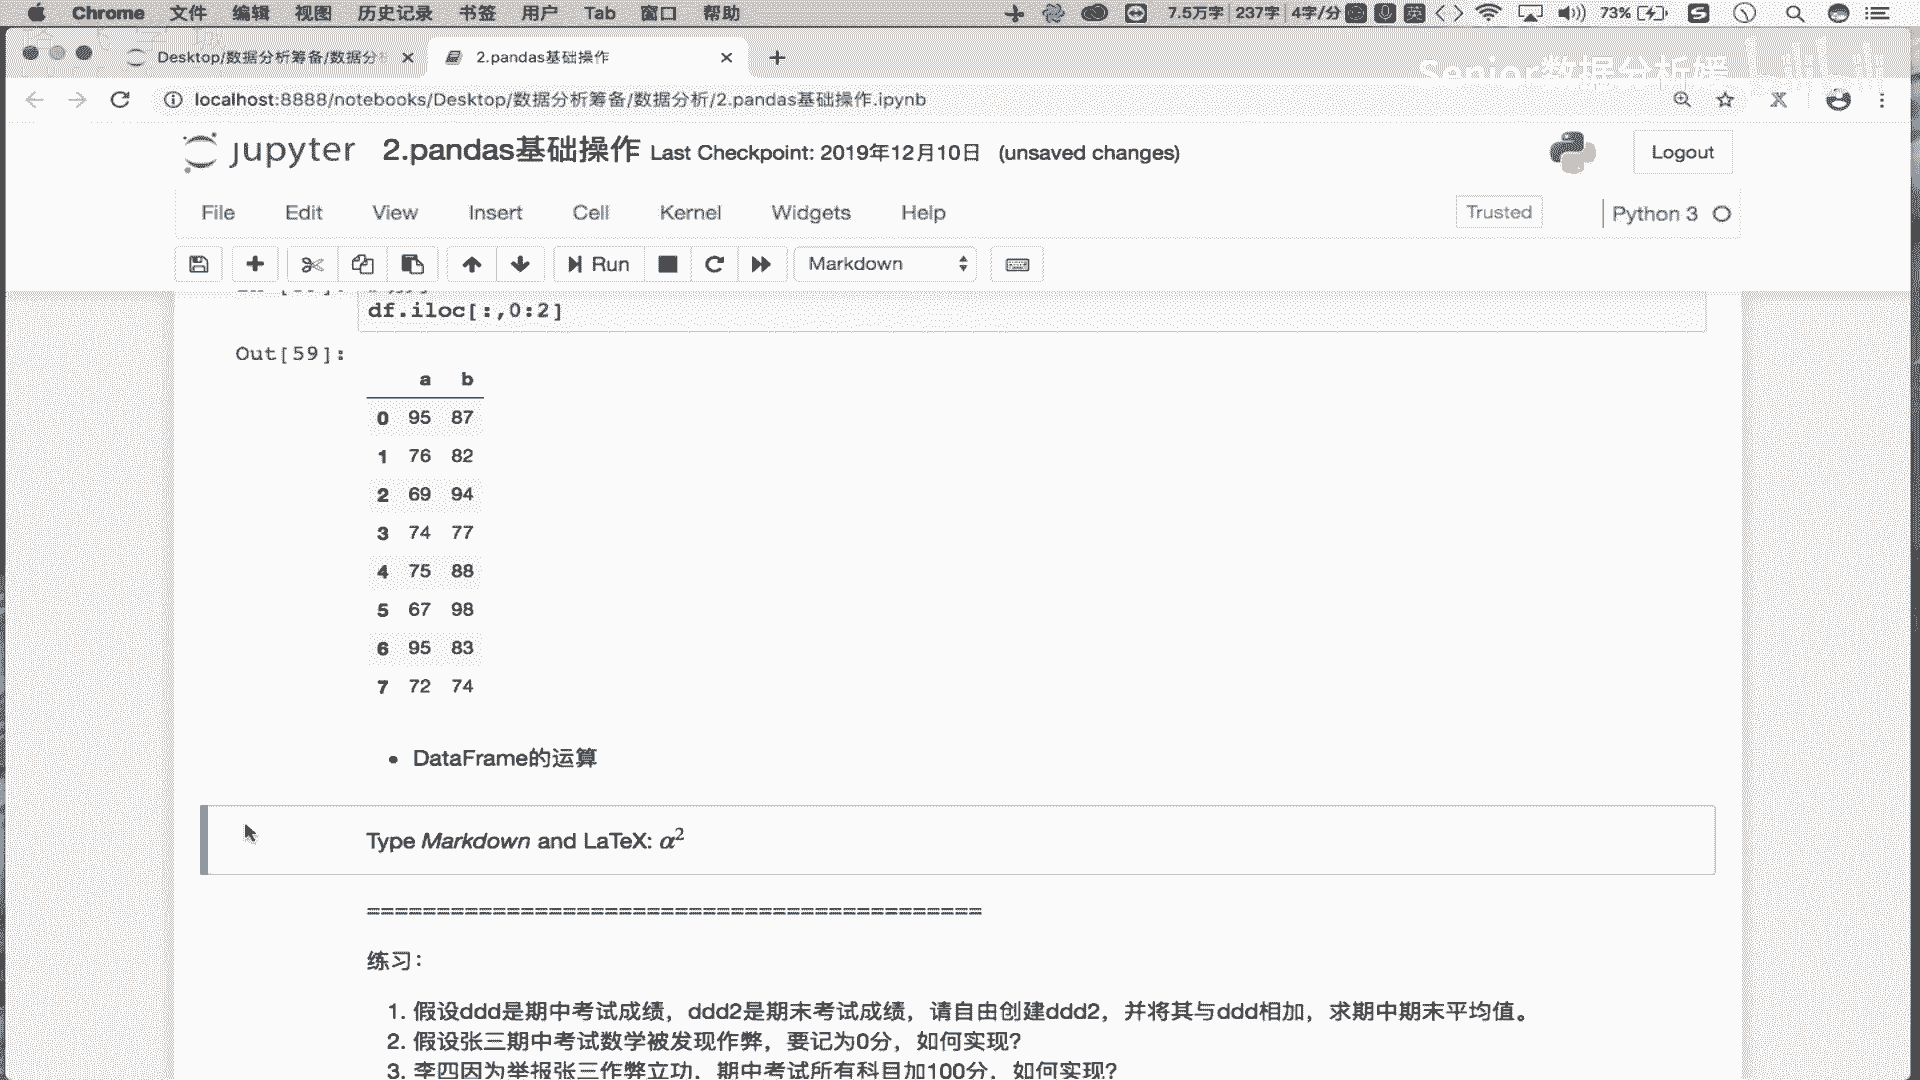 Chrome 文件 编辑 视图 历史记录 书签 用户 Tab 窗口 帮助 7.5万字 237字 4字/分 英 73%
Desktop/数据分析筹备/数据分析 2.pandas基础操作
Senior数据分析媛 bilibili
localhost:8888/notebooks/Desktop/数据分析筹备/数据分析/2.pandas基础操作.ipynb
jupyter 2.pandas基础操作 Last Checkpoint: 2019年12月10日 (unsaved changes) Logout
File Edit View Insert Cell Kernel Widgets Help Trusted Python 3
Run Markdown
df.iloc[:,0:2]
Out[59]:
a b
0 95 87
1 76 82
2 69 94
3 74 77
4 75 88
5 67 98
6 95 83
7 72 74
• DataFrame的运算
Type Markdown and LaTeX: α²
============================================
练习：
1. 假设ddd是期中考试成绩，ddd2是期末考试成绩，请自由创建ddd2，并将其与ddd相加，求期中期末平均值。
2. 假设张三期中考试数学被发现作弊，要记为0分，如何实现？
3. 李四因为举报张三作弊立功，期中考试所有科目加100分，如何实现？